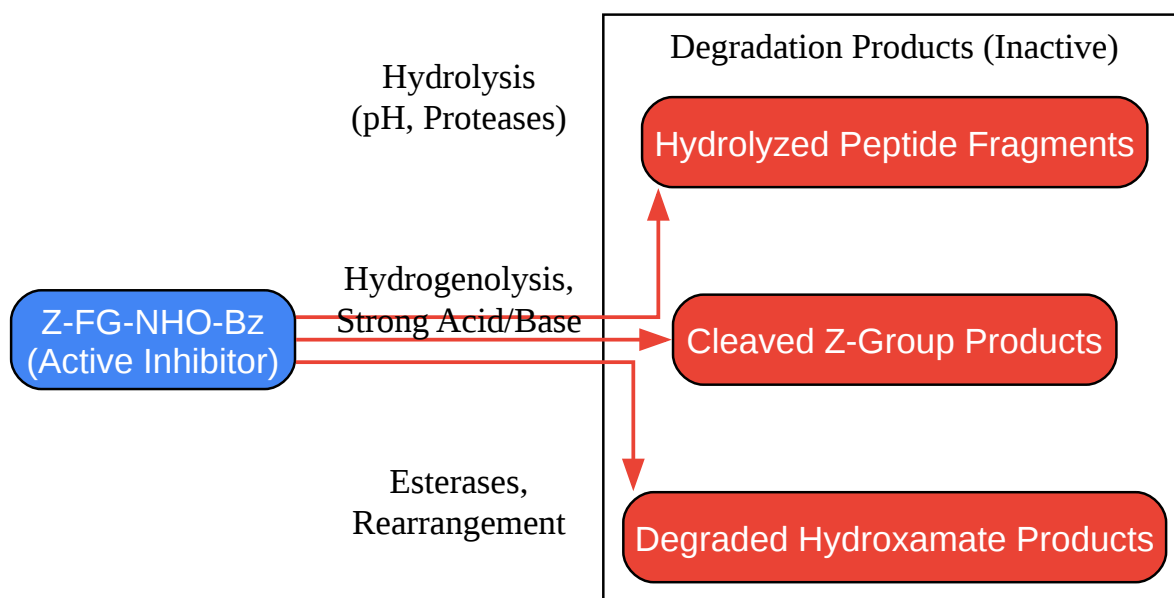 Degradation Products (Inactive)
Hydrolysis
(pH, Proteases)
Hydrolyzed Peptide Fragments
Z-FG-NHO-Bz
(Active Inhibitor)
Hydrogenolysis,
Strong Acid/Base
Cleaved Z-Group Products
Esterases,
Rearrangement
Degraded Hydroxamate Products